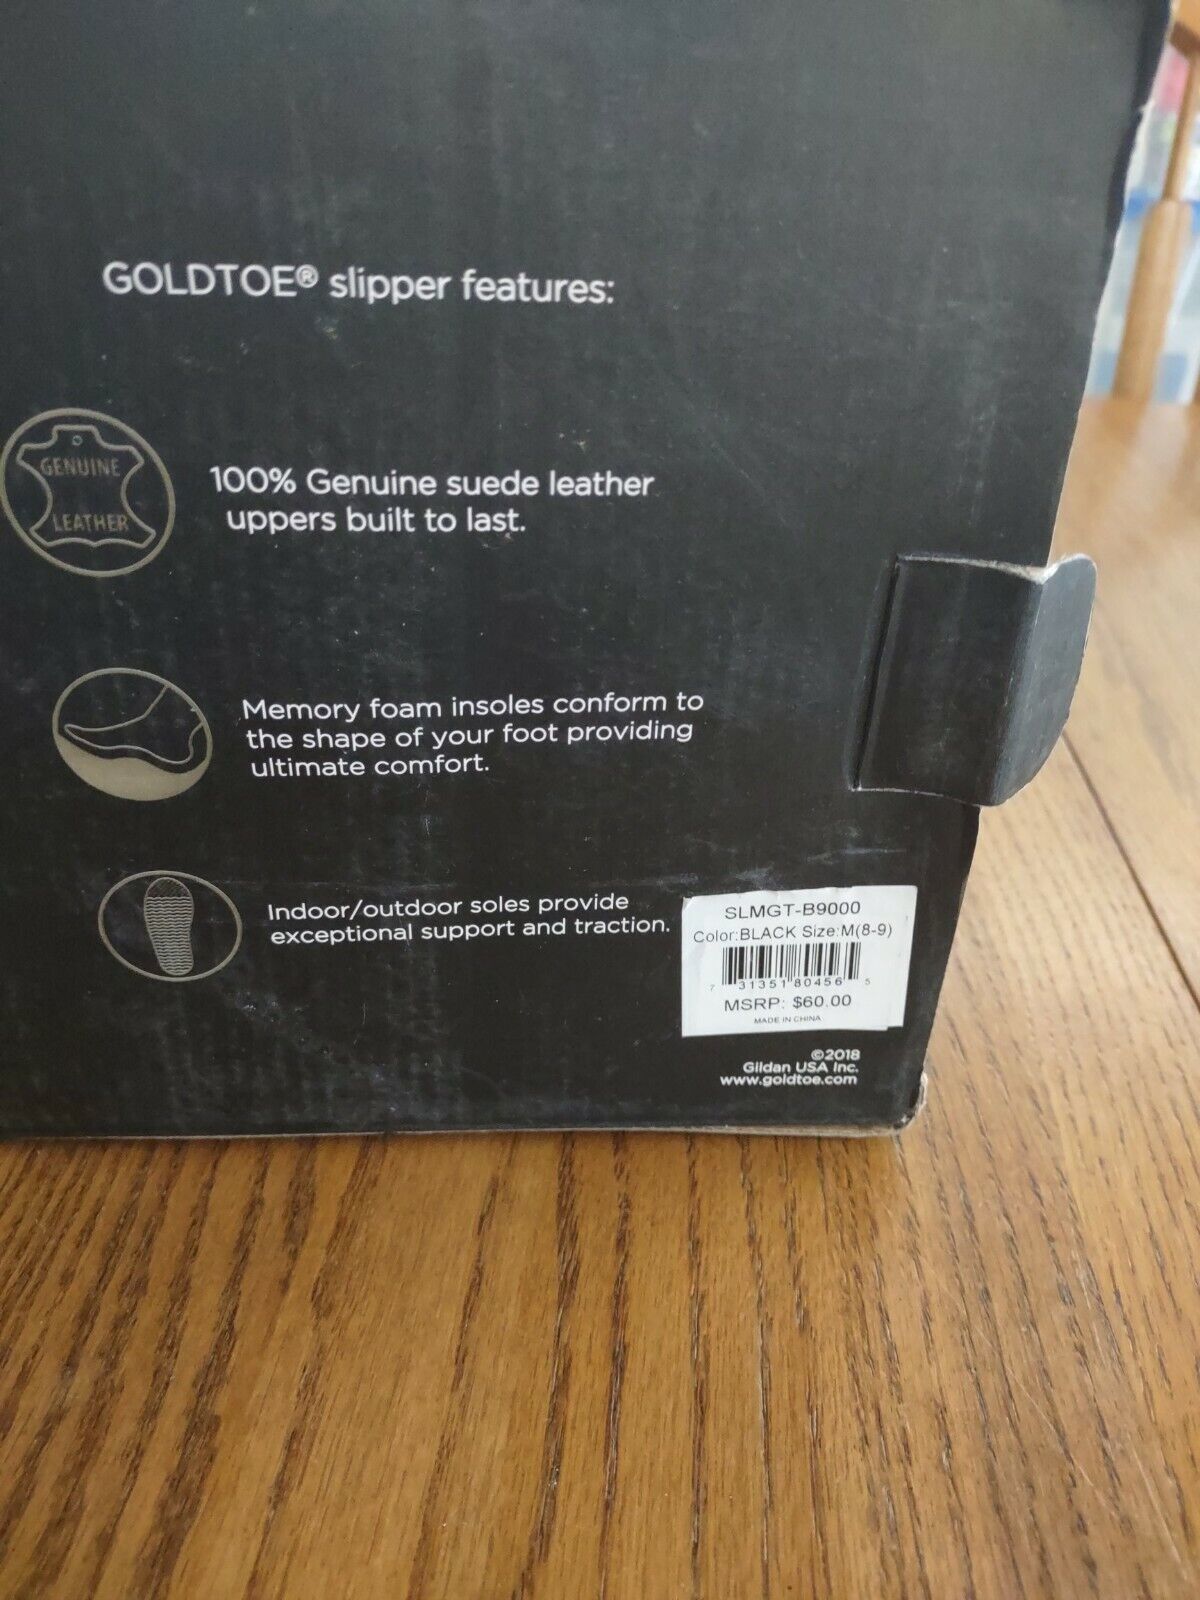 GOLDTOE® slipper features:
GENUINE
LEATHER
100% Genuine suede leather
uppers built to last.
Memory foam insoles conform to
the shape of your foot providing
ultimate comfort.
Indoor/outdoor soles provide
exceptional support and traction.
SLMGT-B9000
Color:BLACK Size:M(8-9)
7 31351 80456 5
MSRP: $60.00
MADE IN CHINA
©2018
Gildan USA Inc.
www.goldtoe.com